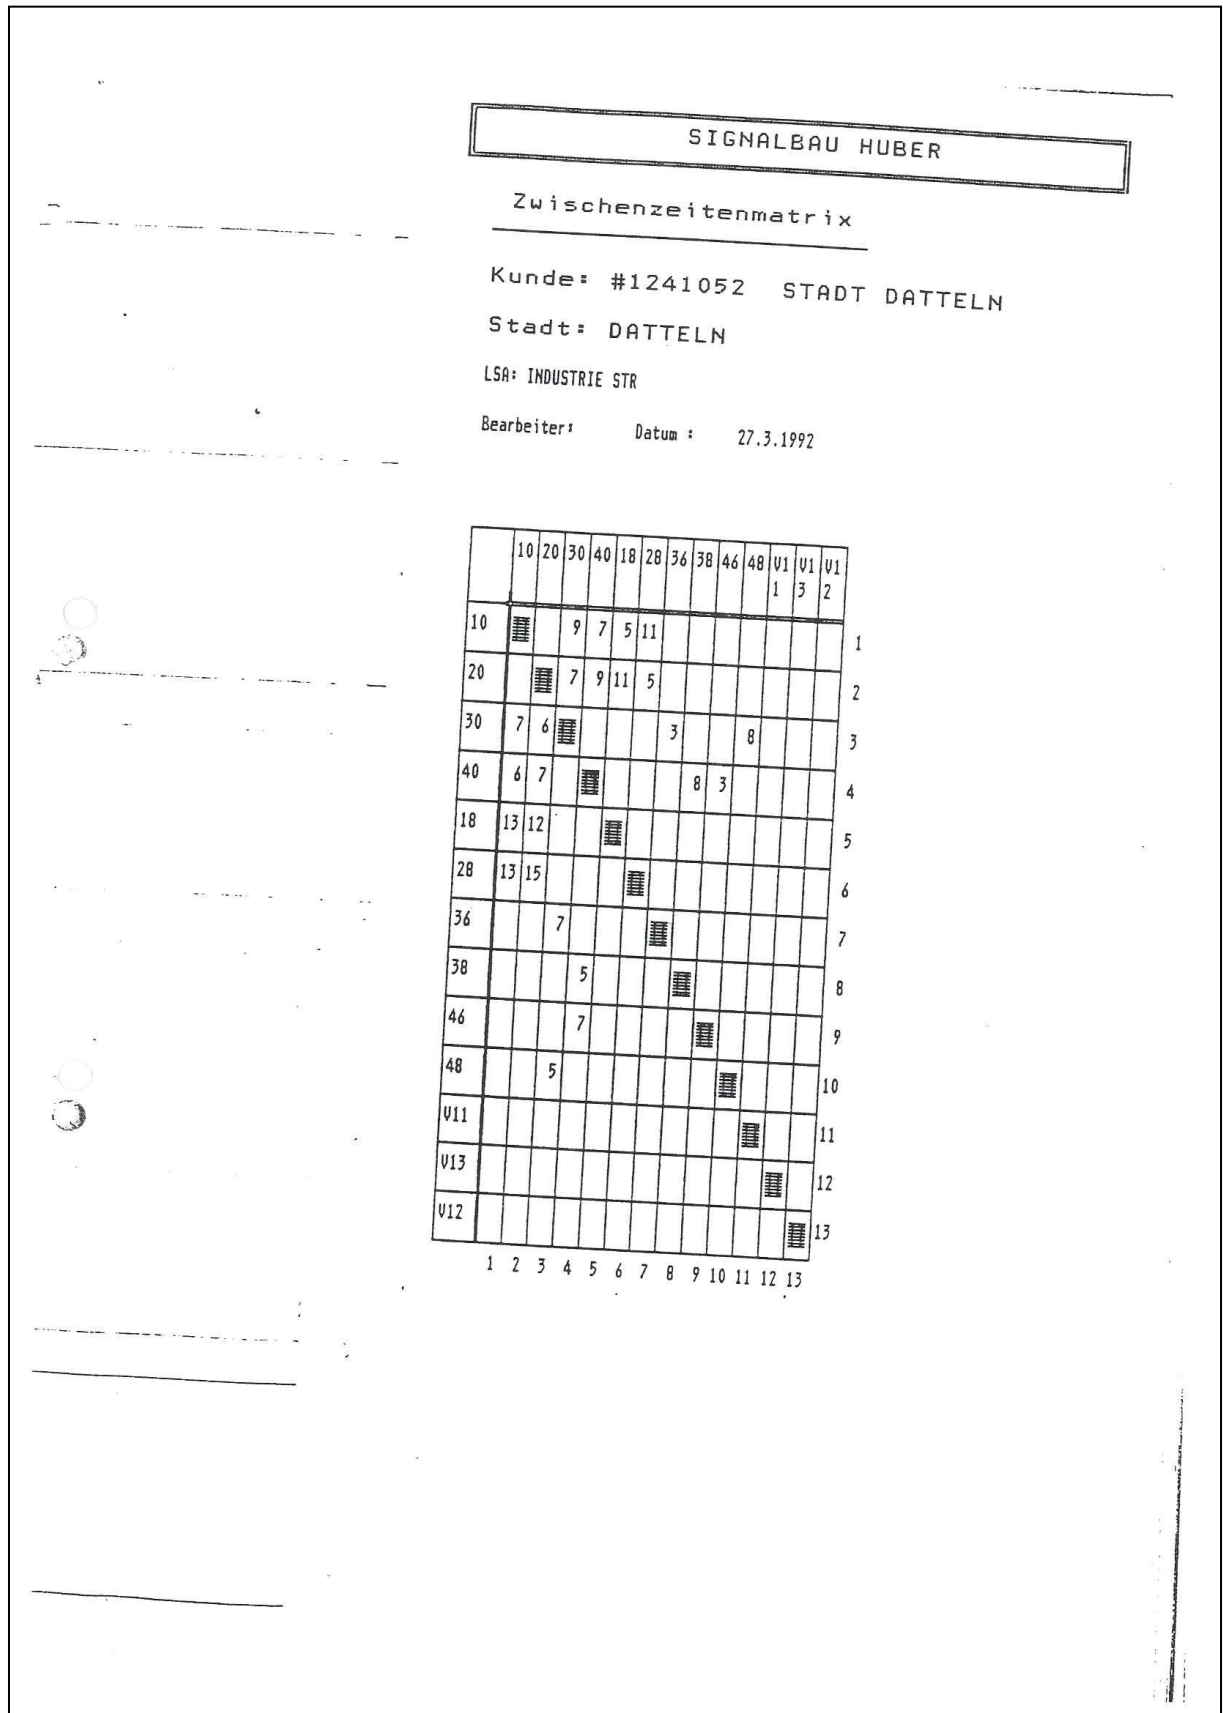 SIGNALBAU HUBER
Zwischenzeitenmatrix
Kunde: #1241052 STADT DATTELN
Stadt: DATTELN
LSA: INDUSTRIE STR
Bearbeiter: Datum : 27.3.1992
10 20 30 40 18 28 36 38 46 48 V1 V1 V1
1 3 2
10 9 7 5 11 1
20 7 9 11 5 2
30 7 6 3 8 3
40 6 7 8 3 4
18 13 12 5
28 13 15 6
36 7 7
38 5 8
46 7 9
48 5 10
V11 11
V13 12
V12 13
1 2 3 4 5 6 7 8 9 10 11 12 13